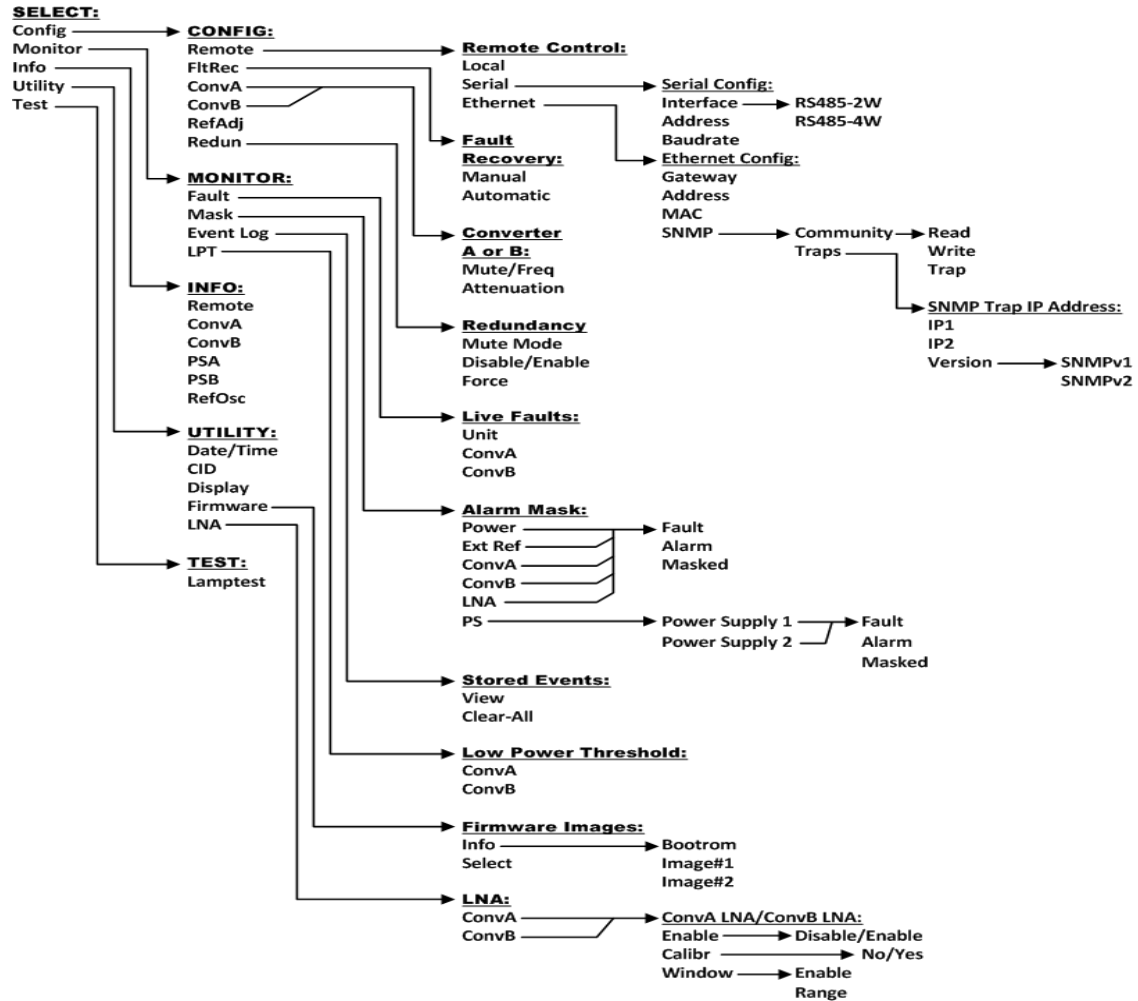 SELECT:
Config
Monitor
Info
Utility
Test
CONFIG:
Remote
FltRec
ConvA
ConvB
RefAdj
Redun
MONITOR:
Fault
Mask
Event Log
LPT
INFO:
Remote
ConvA
ConvB
PSA
PSB
RefOsc
UTILITY:
Date/Time
CID
Display
Firmware
LNA
TEST:
Lamptest
Remote Control:
Local
Serial
Ethernet
Fault
Recovery:
Manual
Automatic
Converter
A or B:
Mute/Freq
Attenuation
Redundancy
Mute Mode
Disable/Enable
Force
Live Faults:
Unit
ConvA
ConvB
Alarm Mask:
Power
Ext Ref
ConvA
ConvB
LNA
PS
Stored Events:
View
Clear-All
Low Power Threshold:
ConvA
ConvB
Firmware Images:
Info
Select
LNA:
ConvA
ConvB
Serial Config:
Interface
Address
Baudrate
RS485-2W
RS485-4W
Ethernet Config:
Gateway
Address
MAC
SNMP
Community
Traps
Read
Write
Trap
SNMP Trap IP Address:
IP1
IP2
Version
SNMPv1
SNMPv2
Fault
Alarm
Masked
Power Supply 1
Power Supply 2
Fault
Alarm
Masked
Bootrom
Image#1
Image#2
ConvA LNA/ConvB LNA:
Enable
Calibr
Window
Disable/Enable
No/Yes
Enable
Range